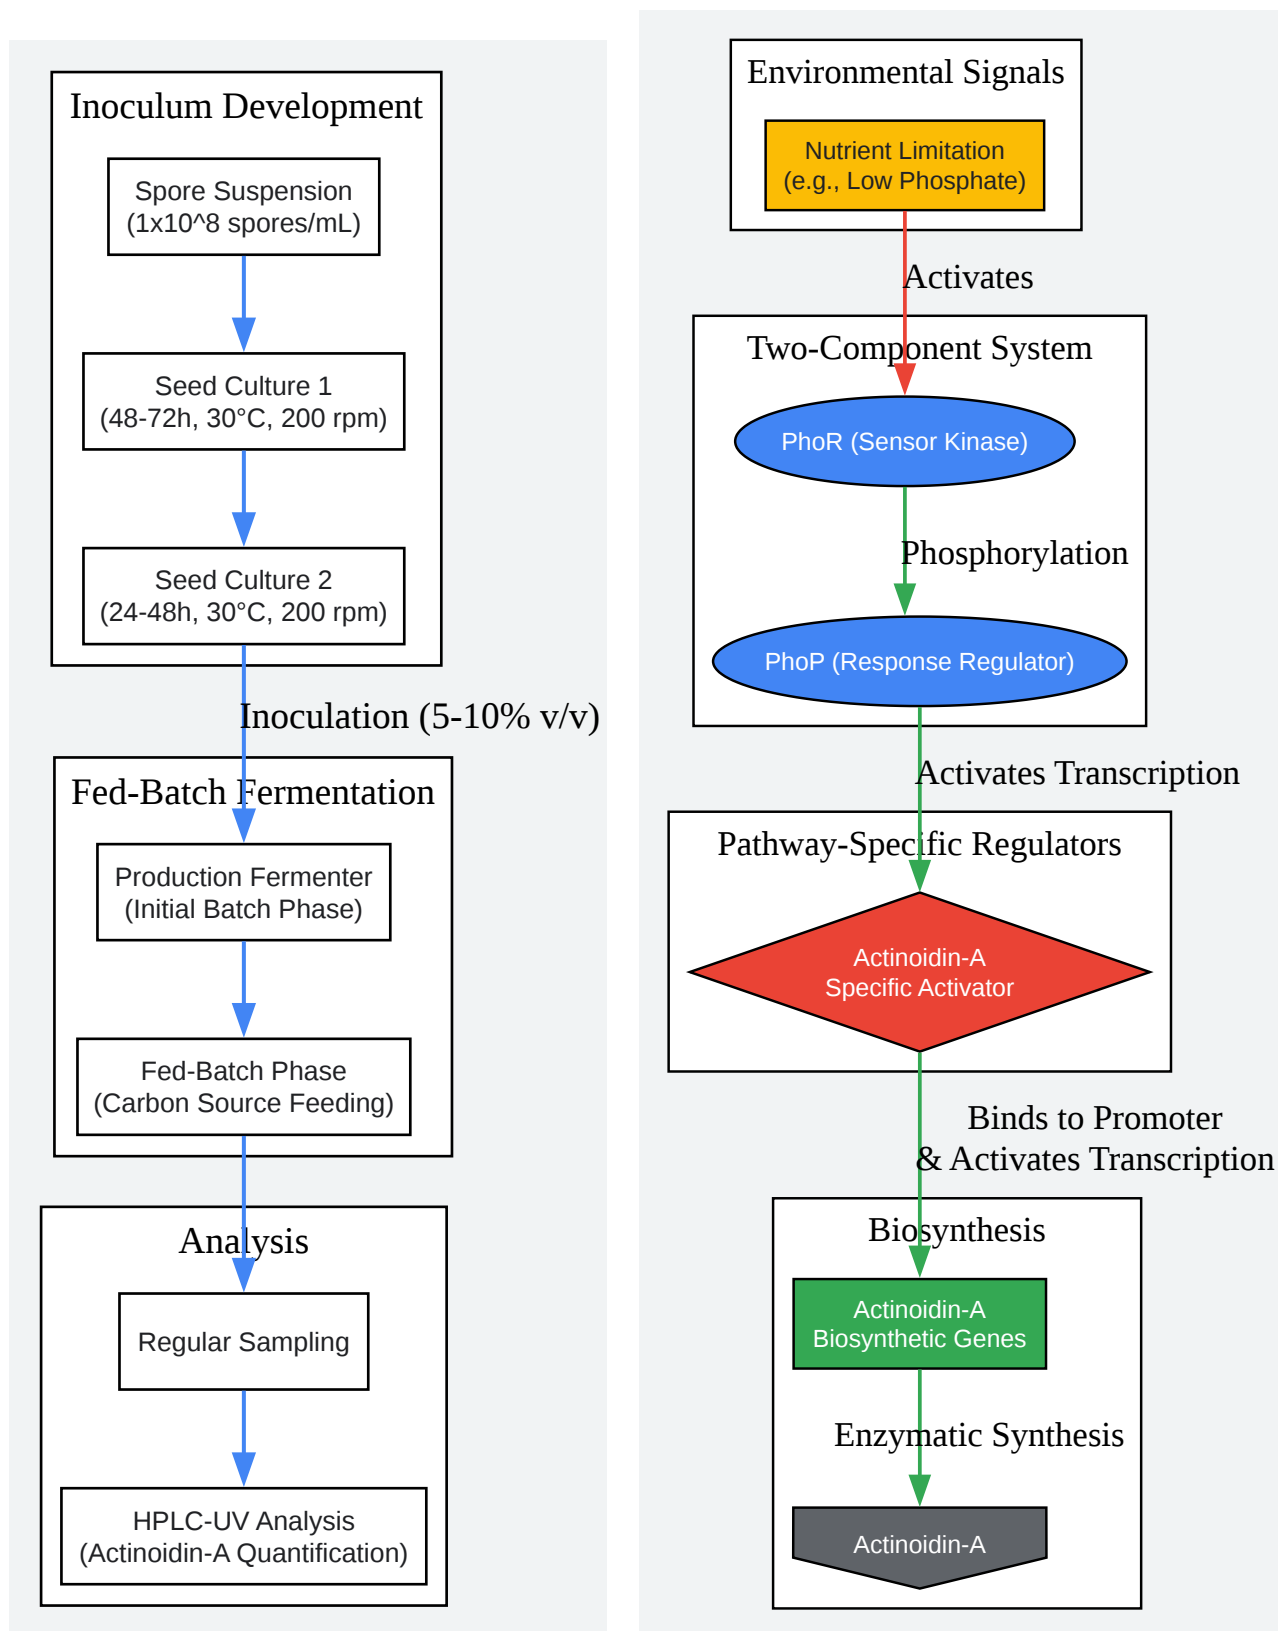 Inoculum Development
Spore Suspension
(1x10^8 spores/mL)
Seed Culture 1
(48-72h, 30°C, 200 rpm)
Seed Culture 2
(24-48h, 30°C, 200 rpm)
Inoculation (5-10% v/v)
Fed-Batch Fermentation
Production Fermenter
(Initial Batch Phase)
Fed-Batch Phase
(Carbon Source Feeding)
Analysis
Regular Sampling
HPLC-UV Analysis
(Actinoidin-A Quantification)
Environmental Signals
Nutrient Limitation
(e.g., Low Phosphate)
Activates
Two-Component System
PhoR (Sensor Kinase)
Phosphorylation
PhoP (Response Regulator)
Activates Transcription
Pathway-Specific Regulators
Actinoidin-A
Specific Activator
Binds to Promoter
& Activates Transcription
Biosynthesis
Actinoidin-A
Biosynthetic Genes
Enzymatic Synthesis
Actinoidin-A